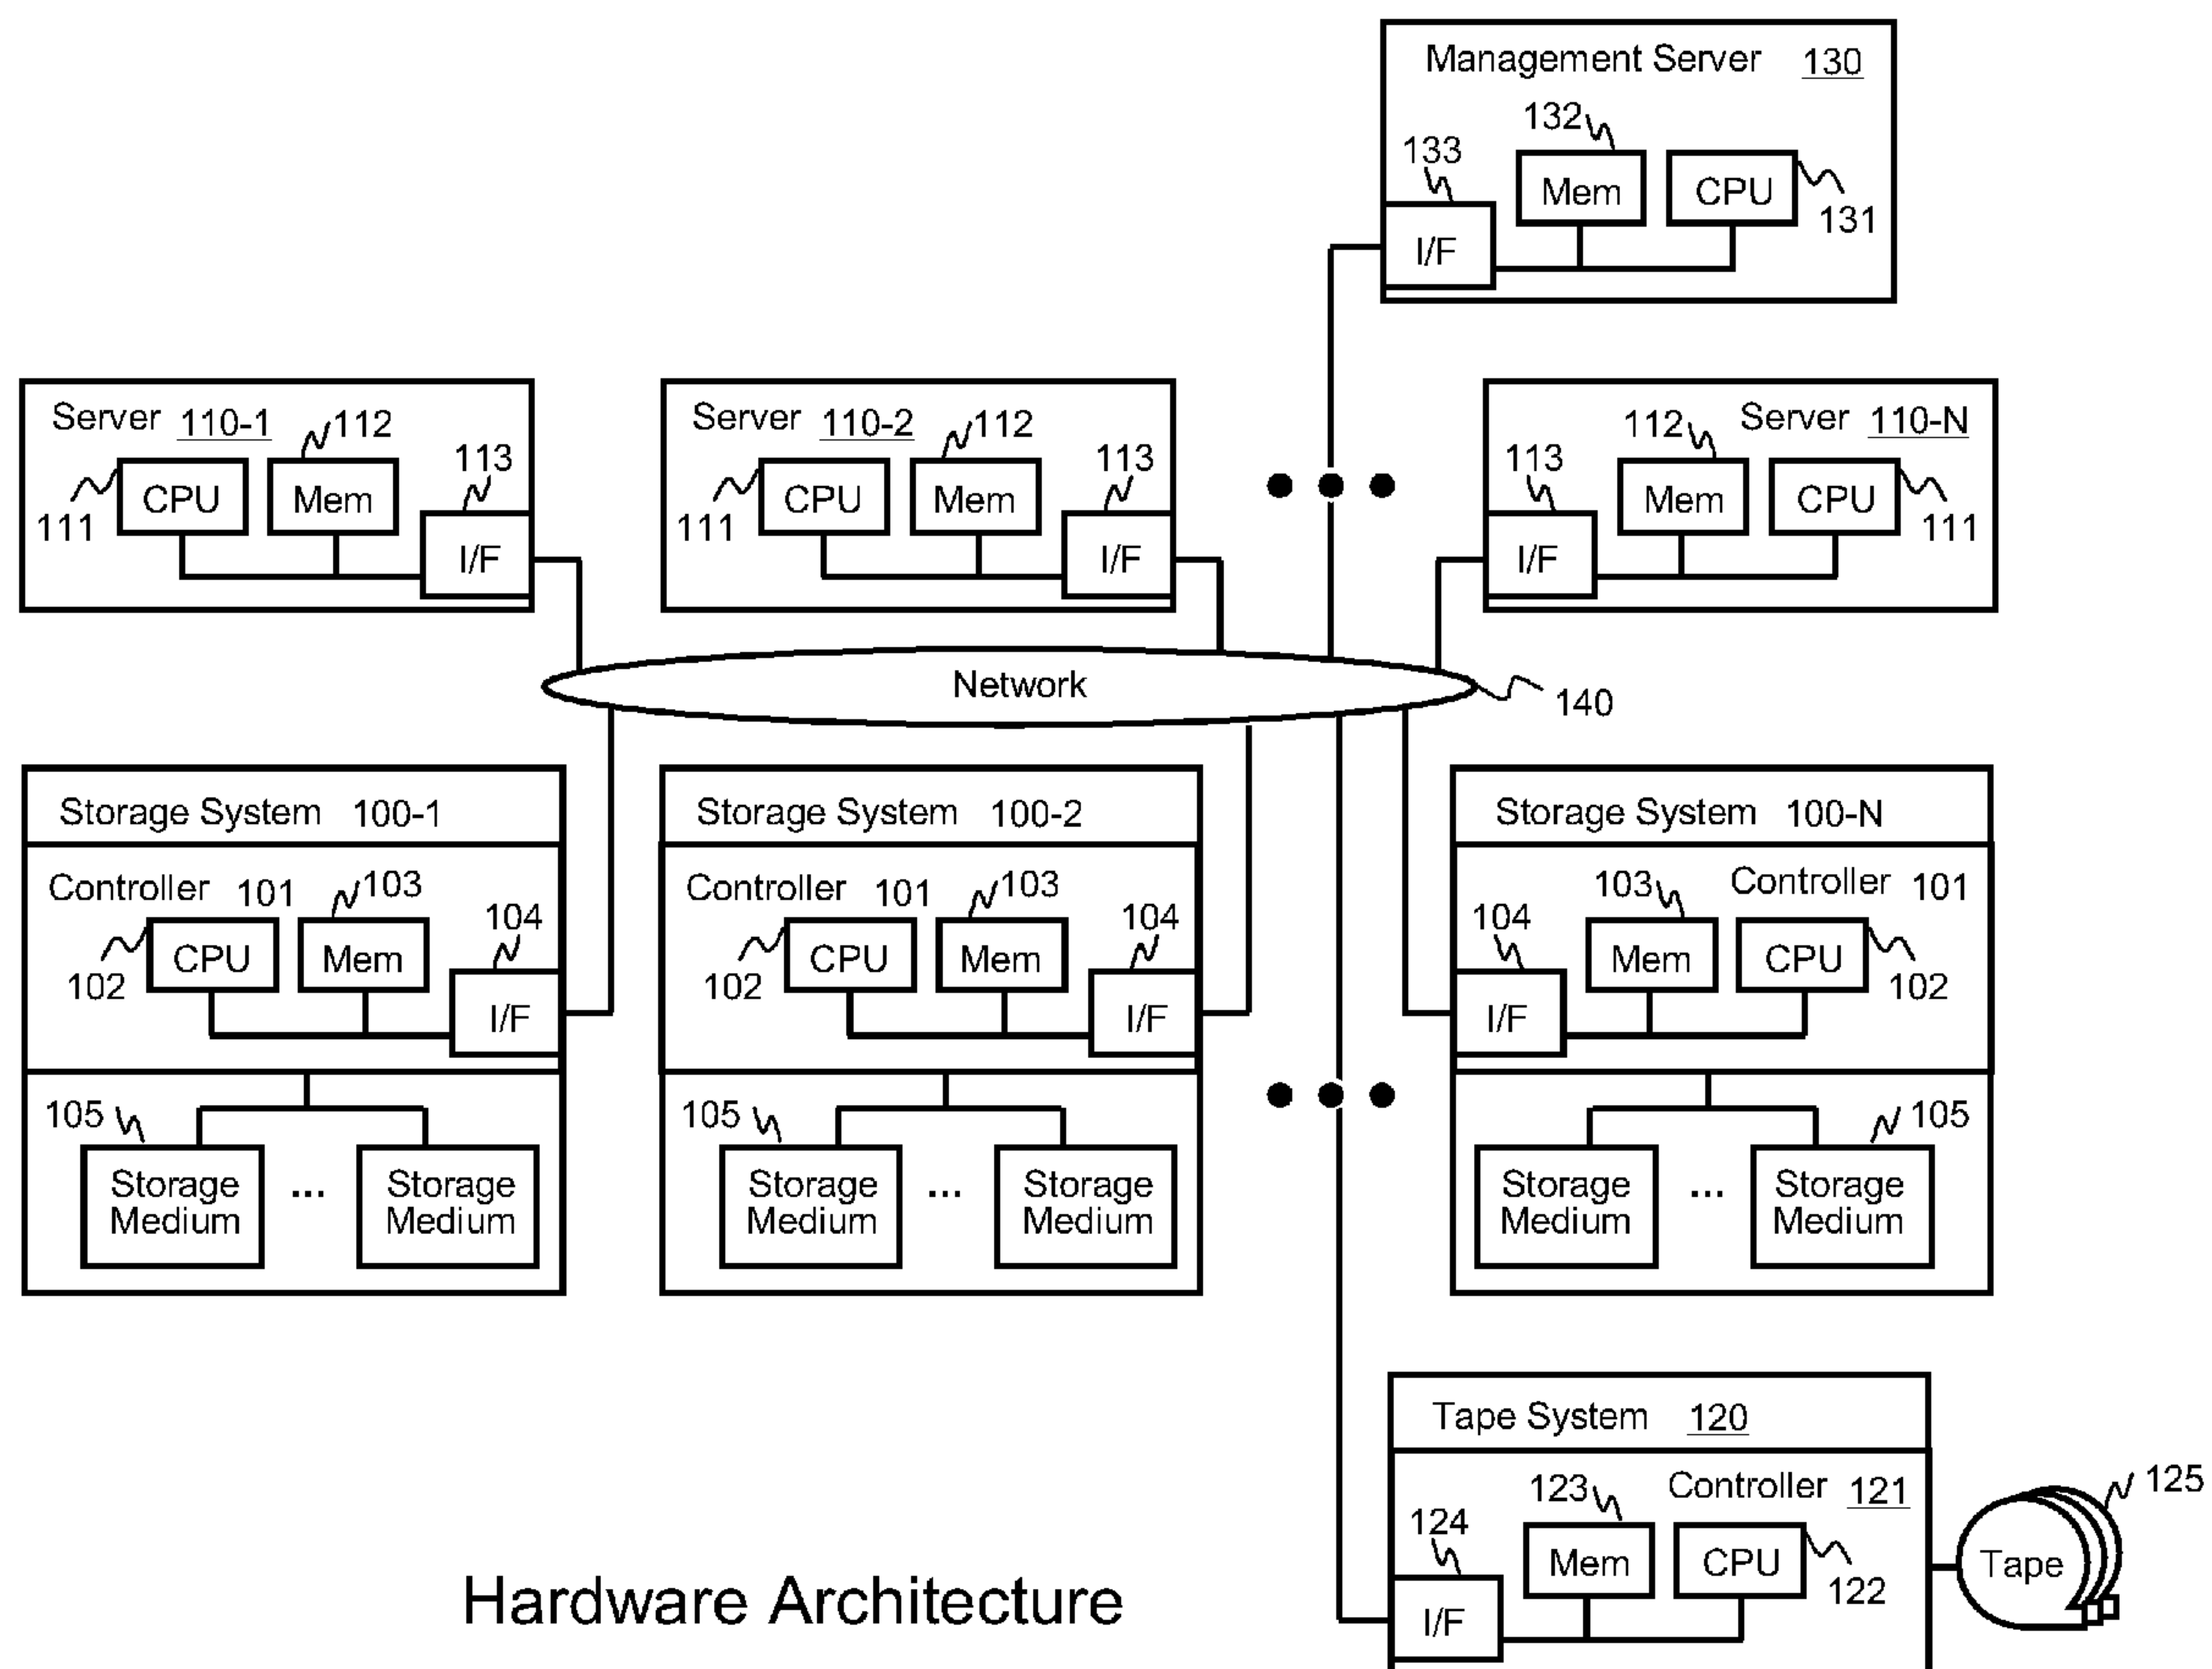 Management Server 130
132
133
Mem
CPU
131
I/F
Server 110-1
112
113
CPU
Mem
111
I/F
Server 110-2
112
113
CPU
Mem
111
I/F
112
Server 110-N
113
Mem
CPU
111
I/F
Network
140
Storage System 100-1
Controller 101
103
104
CPU
Mem
102
I/F
105
Storage
Medium
...
Storage
Medium
Storage System 100-2
Controller 101
103
104
CPU
Mem
102
I/F
105
Storage
Medium
...
Storage
Medium
Storage System 100-N
103
Controller 101
104
Mem
CPU
102
I/F
105
Storage
Medium
...
Storage
Medium
Tape System 120
123
Controller 121
124
Mem
CPU
122
I/F
125
Tape
Hardware Architecture